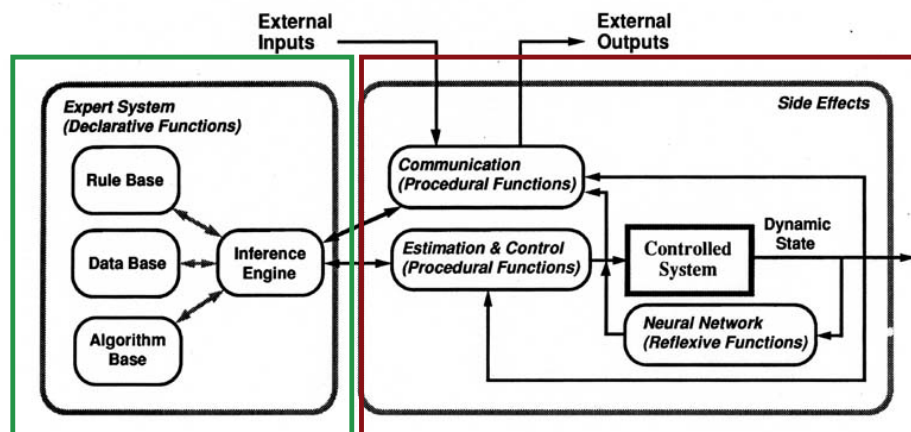 External
Inputs
External
Outputs
Expert System
(Declarative Functions)
Rule Base
Data Base
Algorithm
Base
Inference
Engine
Side Effects
Communication
(Procedural Functions)
Estimation & Control
(Procedural Functions)
Controlled
System
Dynamic
State
Neural Network
(Reflexive Functions)